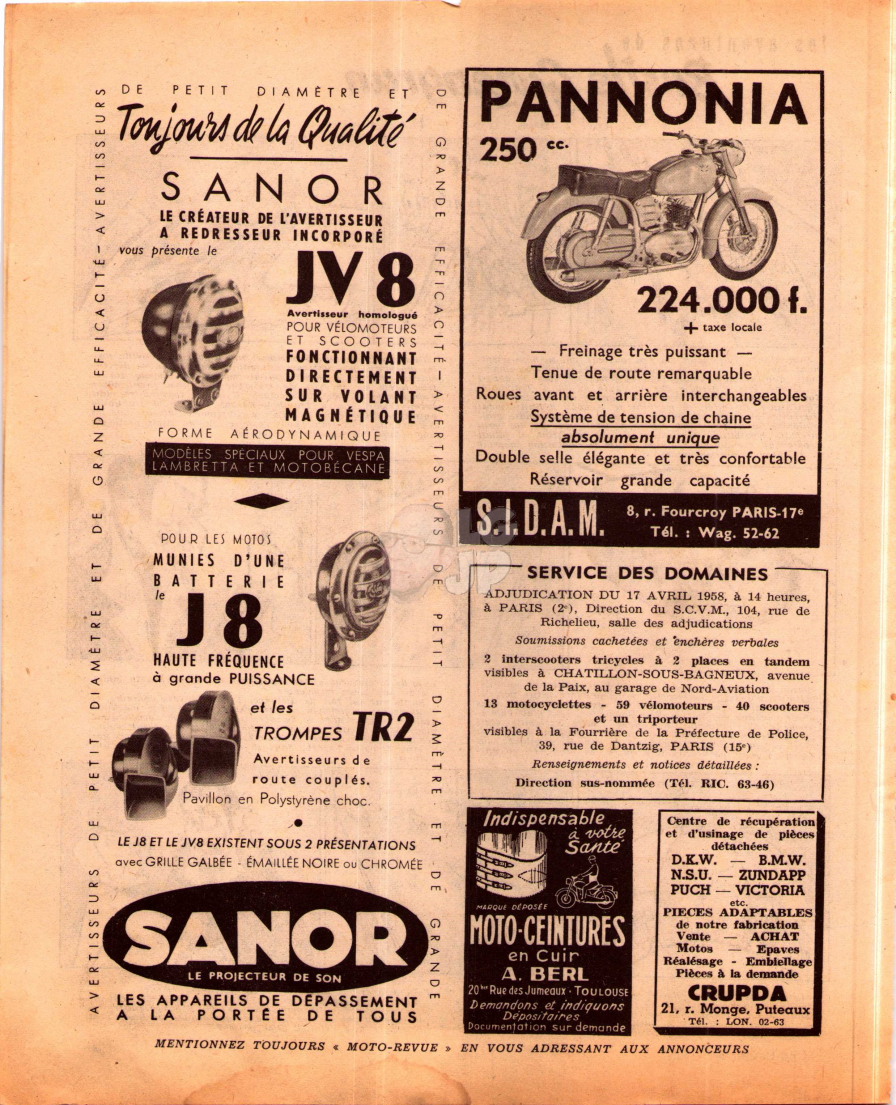 DE PETIT DIAMÈTRE ET
DE GRANDE EFFICACITÉ — AVERTISSEURS DE PETIT DIAMÈTRE ET DE GRANDE
AVERTISSEURS DE PETIT DIAMÈTRE ET DE GRANDE EFFICACITÉ — AVERTISSEURS
Toujours de la Qualité
SANOR
LE CRÉATEUR DE L'AVERTISSEUR
A REDRESSEUR INCORPORÉ
vous présente le
JV8
Avertisseur homologué
POUR VÉLOMOTEURS
ET SCOOTERS
FONCTIONNANT
DIRECTEMENT
SUR VOLANT
MAGNÉTIQUE
FORME AÉRODYNAMIQUE
MODÈLES SPÉCIAUX POUR VESPA
LAMBRETTA ET MOTOBÉCANE
POUR LES MOTOS
MUNIES D'UNE
BATTERIE
le
J8
HAUTE FRÉQUENCE
à grande PUISSANCE
et les
TROMPES TR2
Avertisseurs de
route couplés.
Pavillon en Polystyrène choc.
LE J8 ET LE JV8 EXISTENT SOUS 2 PRÉSENTATIONS
avec GRILLE GALBÉE - ÉMAILLÉE NOIRE ou CHROMÉE
SANOR
LE PROJECTEUR DE SON
LES APPAREILS DE DÉPASSEMENT
A LA PORTÉE DE TOUS
PANNONIA
250 cc.
224.000 f.
+ taxe locale
— Freinage très puissant —
Tenue de route remarquable
Roues avant et arrière interchangeables
Système de tension de chaine
absolument unique
Double selle élégante et très confortable
Réservoir grande capacité
S.I.D.A.M.
8, r. Fourcroy PARIS-17e
Tél. : Wag. 52-62
SERVICE DES DOMAINES
ADJUDICATION DU 17 AVRIL 1958, à 14 heures,
à PARIS (2e), Direction du S.C.V.M., 104, rue de
Richelieu, salle des adjudications
Soumissions cachetées et enchères verbales
2 interscooters tricycles à 2 places en tandem
visibles à CHATILLON-SOUS-BAGNEUX, avenue
de la Paix, au garage de Nord-Aviation
13 motocyclettes - 59 vélomoteurs - 40 scooters
et un triporteur
visibles à la Fourrière de la Préfecture de Police,
39, rue de Dantzig, PARIS (15e)
Renseignements et notices détaillées :
Direction sus-nommée (Tél. RIC. 63-46)
Indispensable
à votre
Santé
MARQUE DÉPOSÉE
MOTO-CEINTURES
en Cuir
A. BERL
20 bis Rue des Jumeaux - TOULOUSE
Demandons et indiquons
Dépositaires
Documentation sur demande
Centre de récupération
et d'usinage de pièces
détachées
D.K.W. — B.M.W.
N.S.U. — ZUNDAPP
PUCH — VICTORIA
etc.
PIECES ADAPTABLES
de notre fabrication
Vente — ACHAT
Motos — Epaves
Réalésage - Embiellage
Pièces à la demande
CRUPDA
21, r. Monge, Puteaux
Tél. : LON. 02-63
MENTIONNEZ TOUJOURS « MOTO-REVUE » EN VOUS ADRESSANT AUX ANNONCEURS